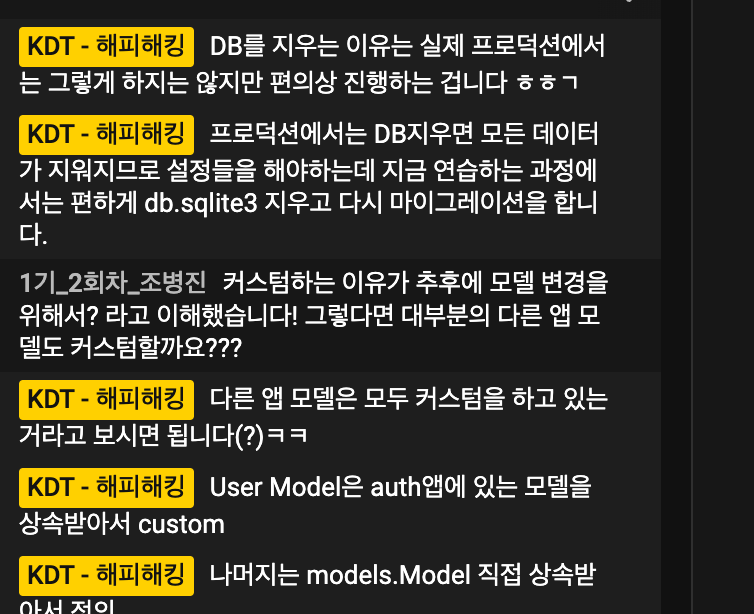 KDT - 해피해킹 DB를 지우는 이유는 실제 프로덕션에서
는 그렇게 하지는 않지만 편의상 진행하는 겁니다 ㅎㅎㄱ
KDT - 해피해킹 프로덕션에서는 DB지우면 모든 데이터
가 지워지므로 설정들을 해야하는데 지금 연습하는 과정에
서는 편하게 db.sqlite3 지우고 다시 마이그레이션을 합니
다.
1기_2회차_조병진 커스텀하는 이유가 추후에 모델 변경을
위해서? 라고 이해했습니다! 그렇다면 대부분의 다른 앱 모
델도 커스텀할까요???
KDT - 해피해킹 다른 앱 모델은 모두 커스텀을 하고 있는
거라고 보시면 됩니다(?)ㅋㅋ
KDT - 해피해킹 User Model은 auth앱에 있는 모델을
상속받아서 custom
KDT - 해피해킹 나머지는 models.Model 직접 상속받
아서 정의